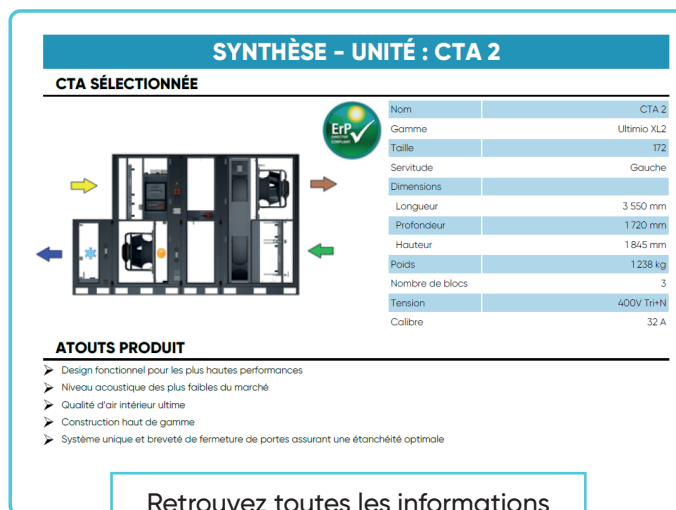 SYNTHÈSE - UNITÉ : CTA 2
CTA SÉLECTIONNÉE
ErP
DIRECTIVE
COMPLIANT
Nom CTA 2
Gamme Ultimio XL2
Taille 172
Servitude Gauche
Dimensions
Longueur 3 550 mm
Profondeur 1 720 mm
Hauteur 1 845 mm
Poids 1 238 kg
Nombre de blocs 3
Tension 400V Tri+N
Calibre 32 A
ATOUTS PRODUIT
Design fonctionnel pour les plus hautes performances
Niveau acoustique des plus faibles du marché
Qualité d'air intérieur ultime
Construction haut de gamme
Système unique et breveté de fermeture de portes assurant une étanchéité optimale
Retrouvez toutes les informations